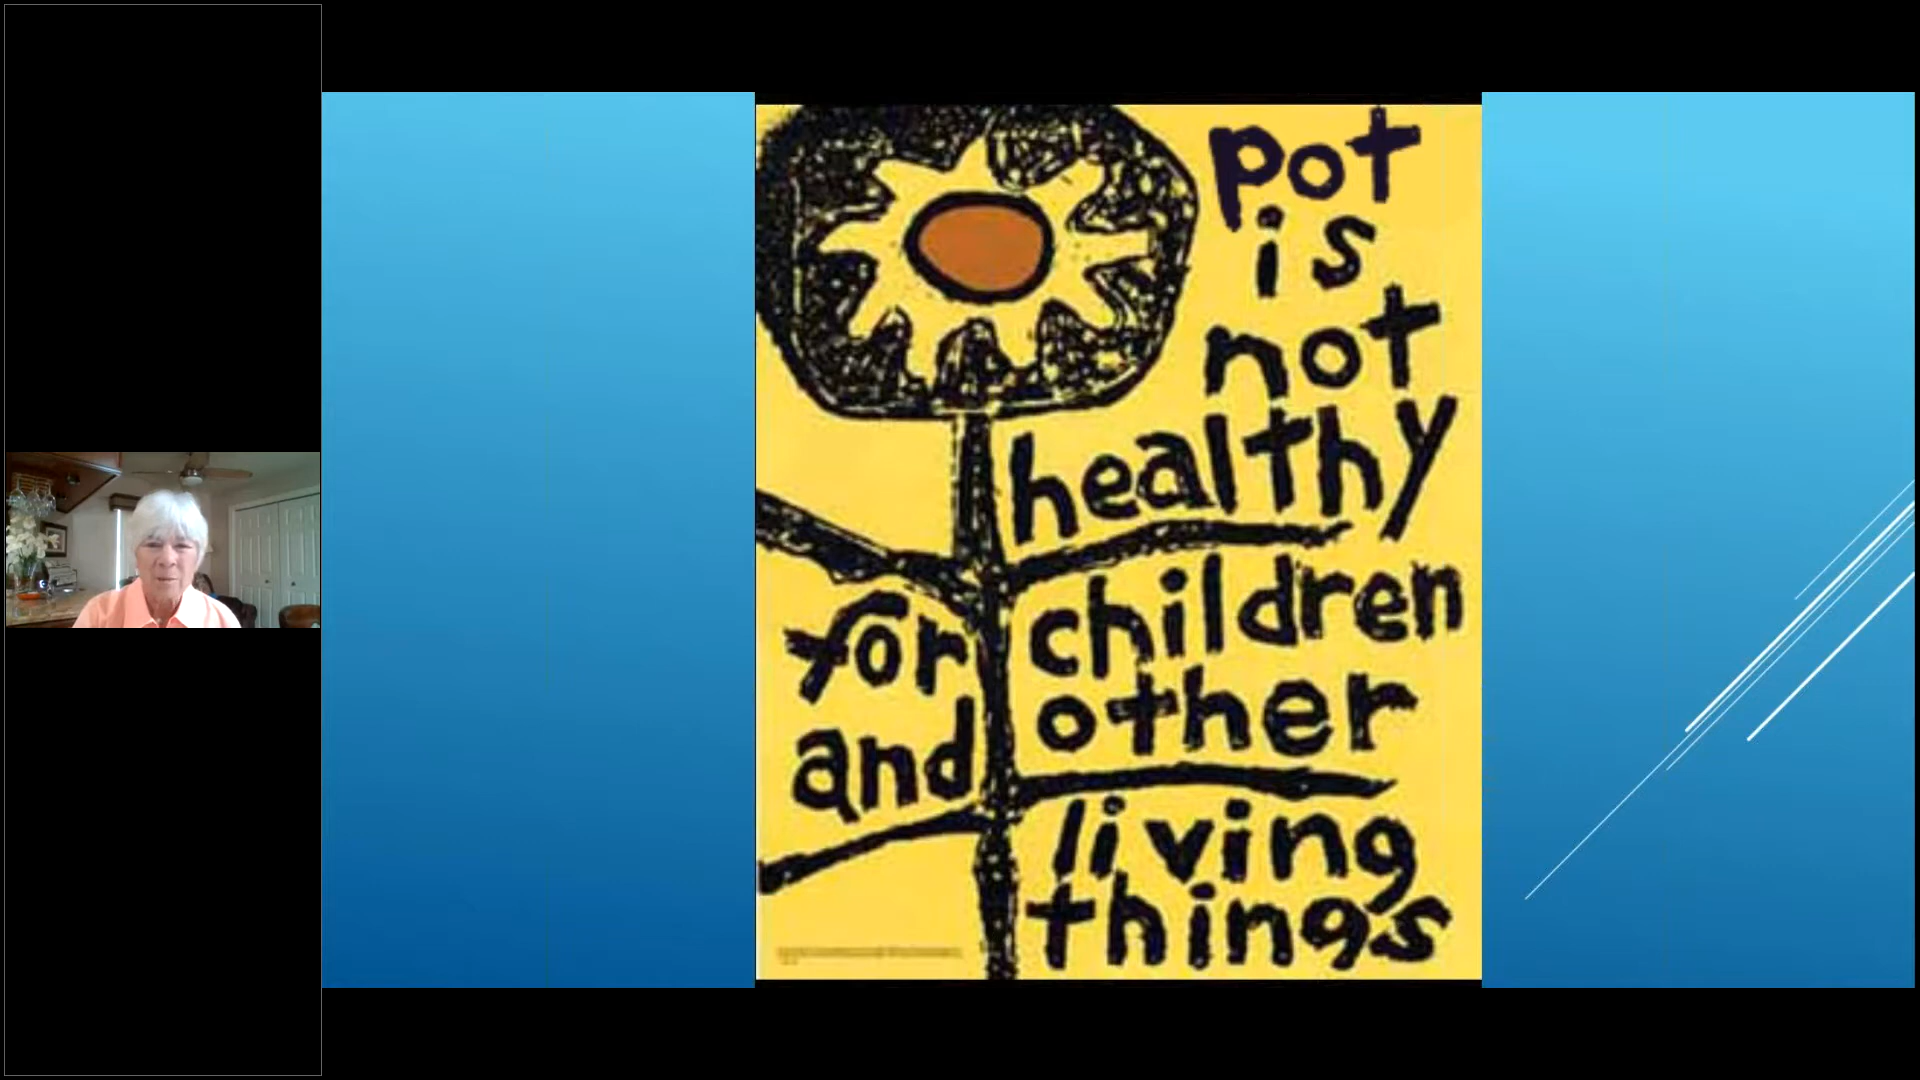 pot
is
not
healthy
for children
and other
living
things